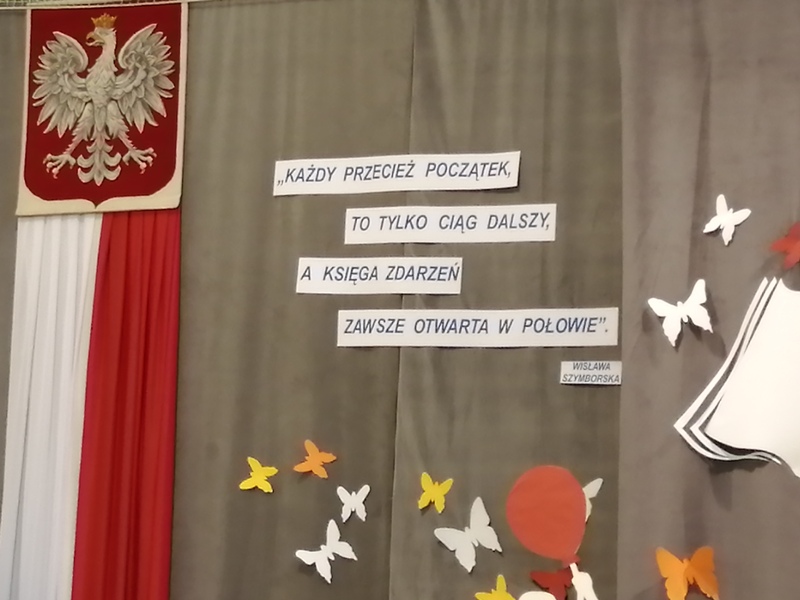 „KAŻDY PRZECIEŻ POCZĄTEK,
TO TYLKO CIĄG DALSZY,
A KSIĘGA ZDARZEŃ
ZAWSZE OTWARTA W POŁOWIE”.
WISŁAWA
SZYMBORSKA